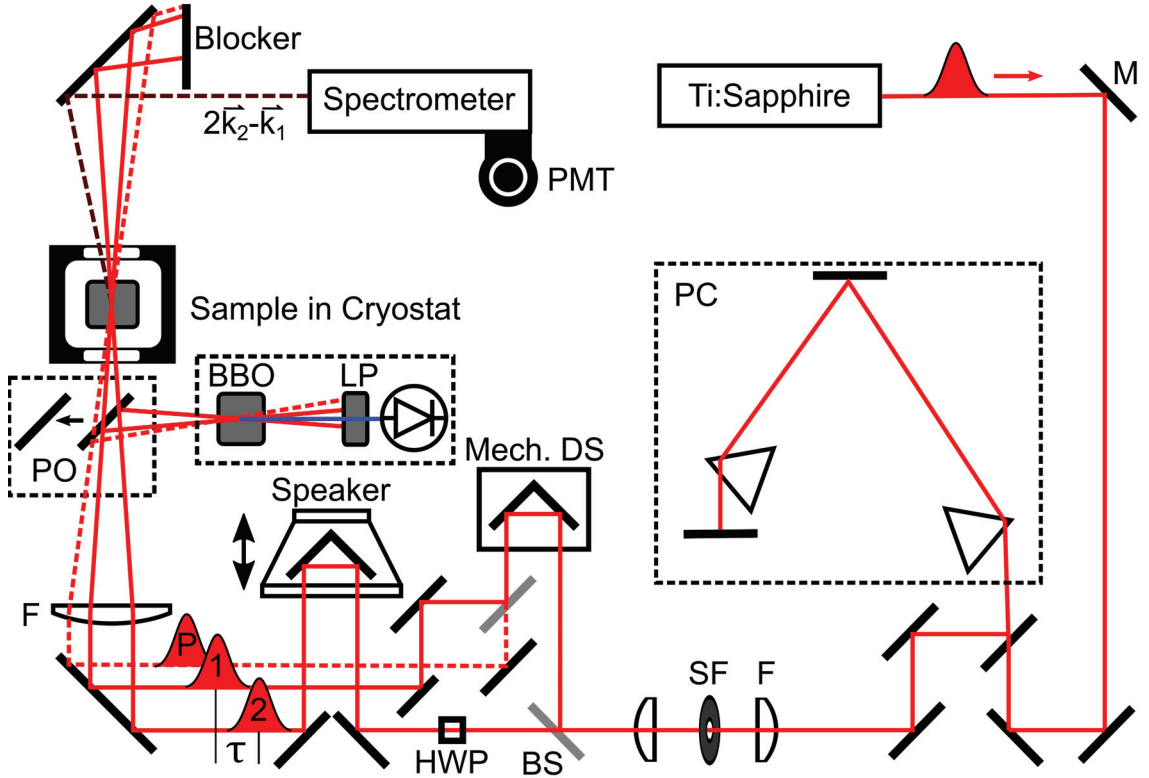 Blocker
Spectrometer
2k⃗₂-k⃗₁
PMT
Ti:Sapphire
M
Sample in Cryostat
PC
BBO
LP
PO
Mech. DS
Speaker
F
P
1
2
τ
HWP
BS
SF
F